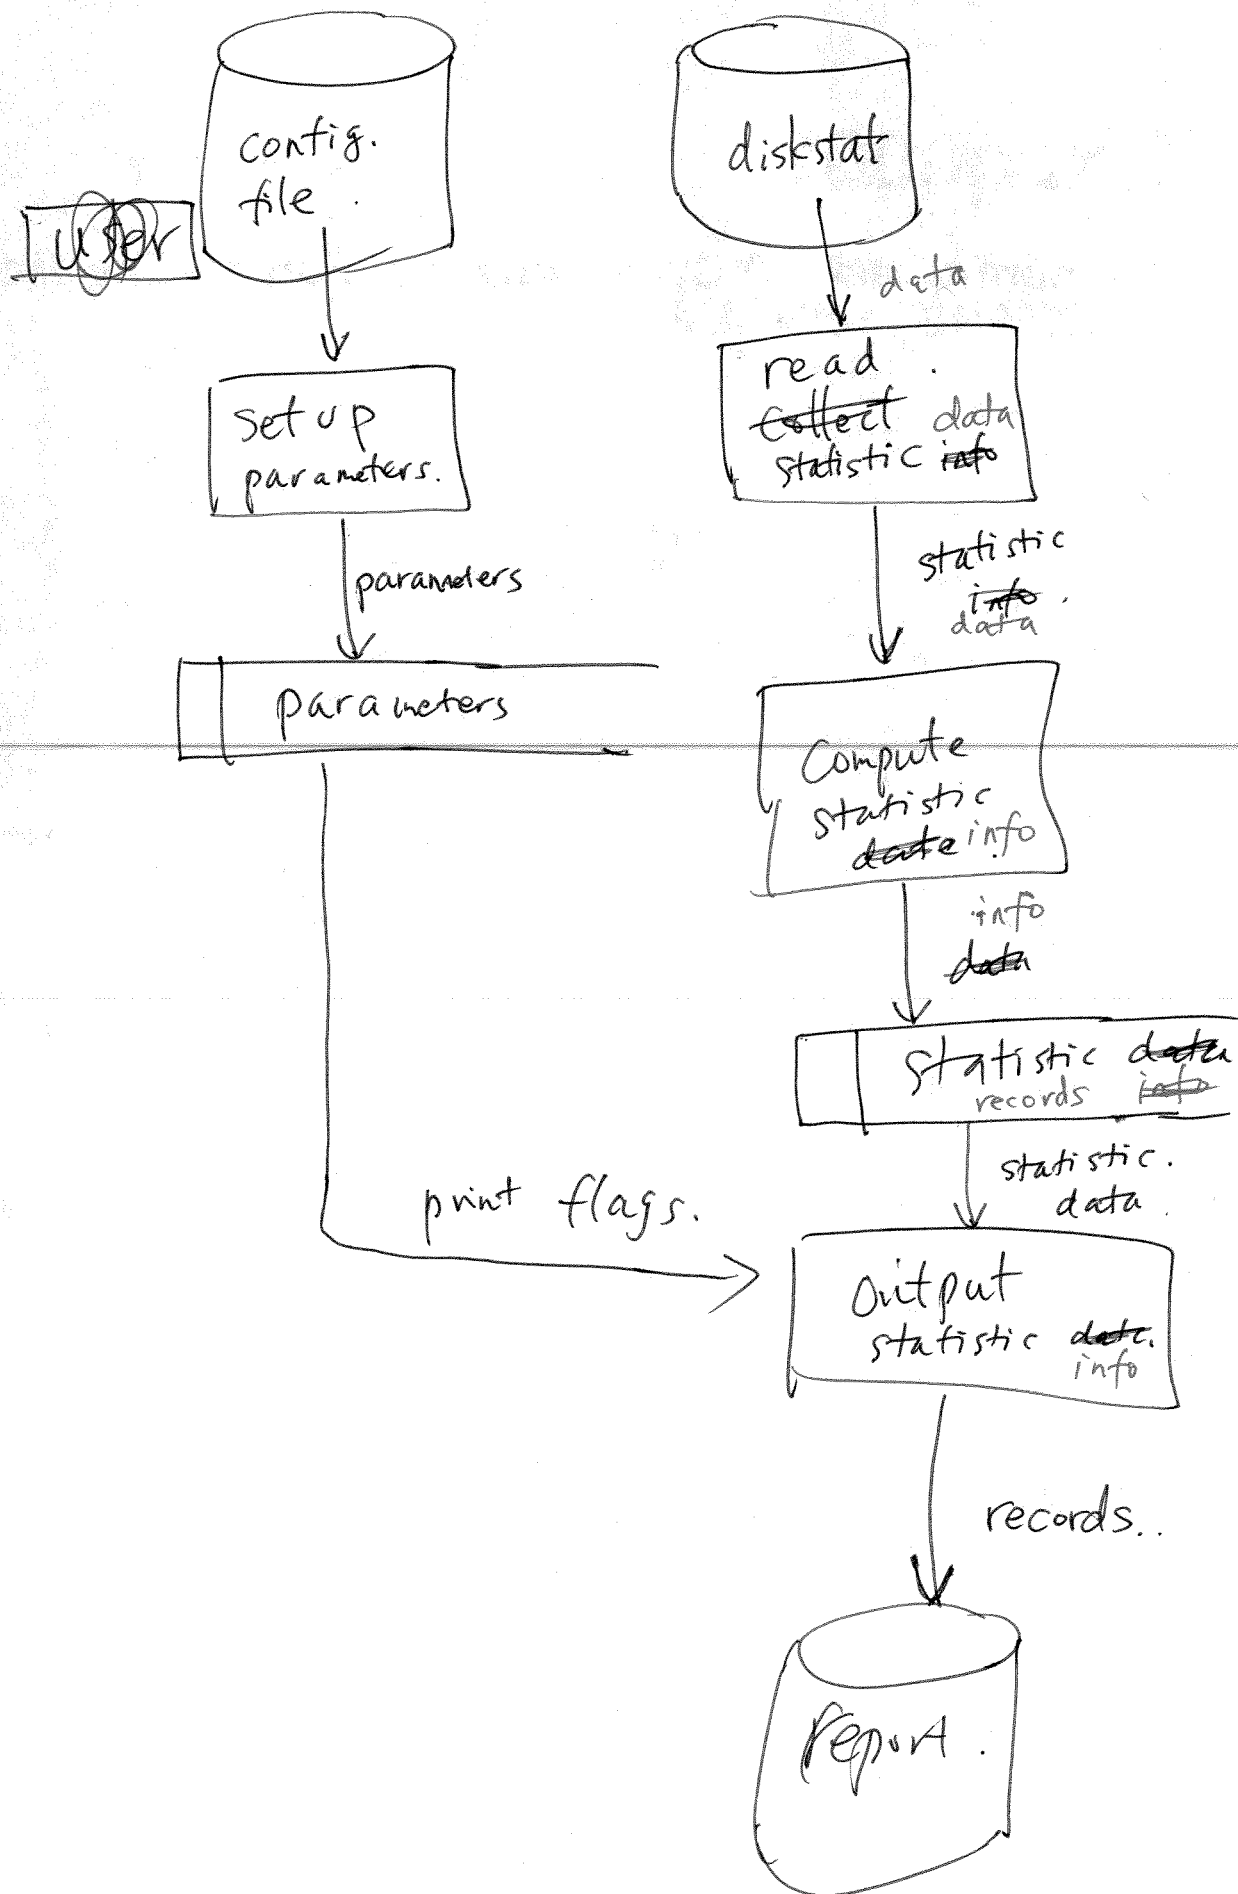 config.
file.
user
diskstat
data
set up
parameters.
read.
collect data
statistic info
parameters
statistic
info.
data
parameters
Compute
statistic
data info.
info
data
statistic data
records info
statistic.
data.
print flags.
Output
statistic data.
info
records..
report.